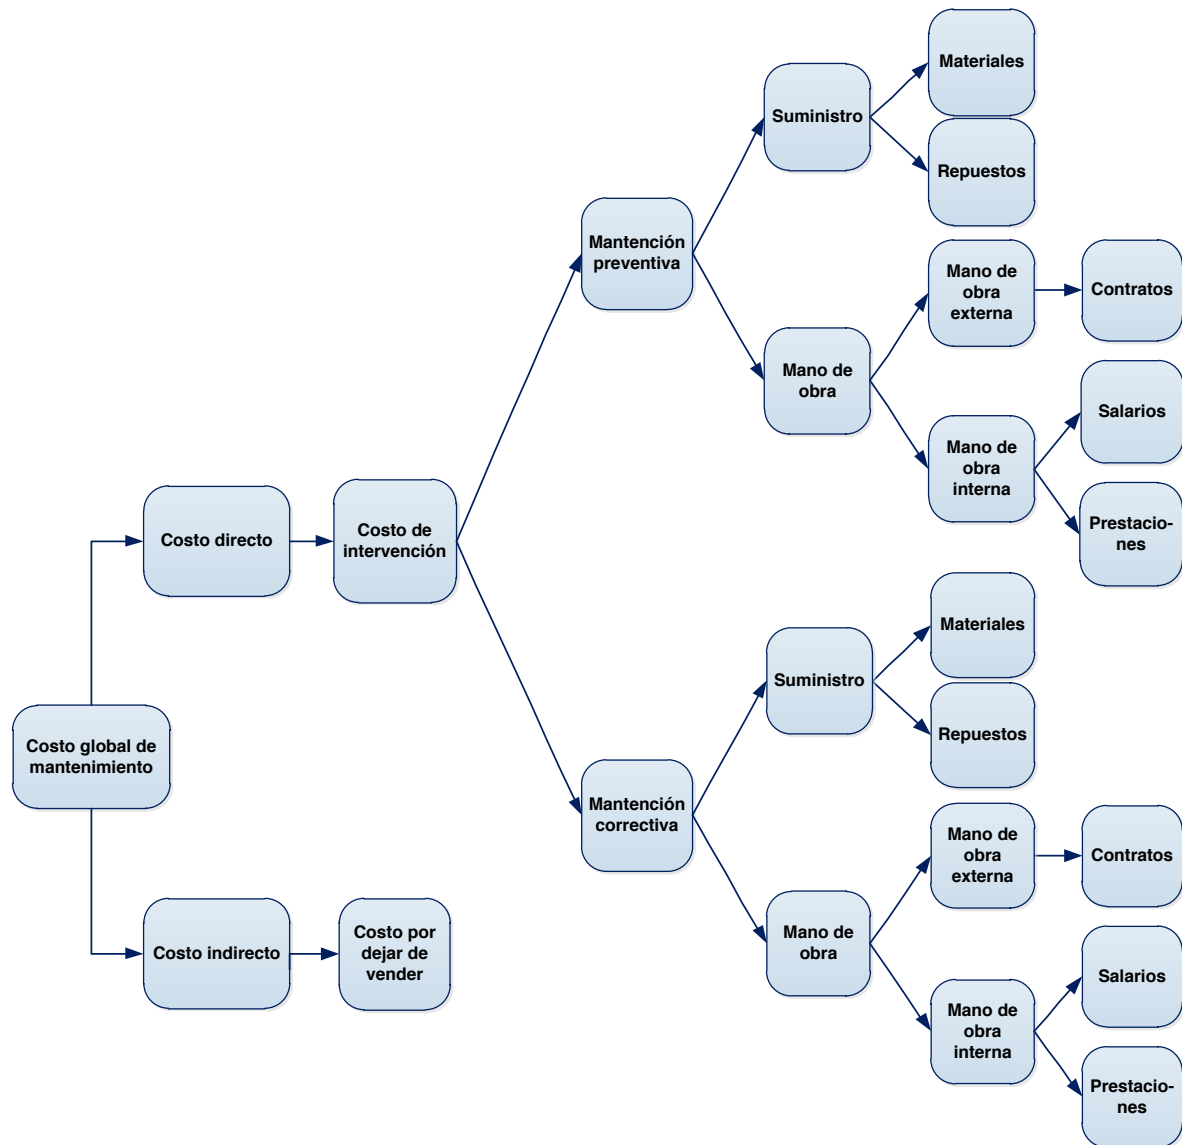 Materiales
Suministro
Repuestos
Mantención
preventiva
Mano de
obra
externa
Contratos
Mano de
obra
Salarios
Mano de
obra
interna
Prestacio-
nes
Costo directo
Costo de
intervención
Materiales
Suministro
Repuestos
Costo global de
mantenimiento
Mantención
correctiva
Mano de
obra
externa
Contratos
Mano de
obra
Costo indirecto
Costo por
dejar de
vender
Salarios
Mano de
obra
interna
Prestacio-
nes